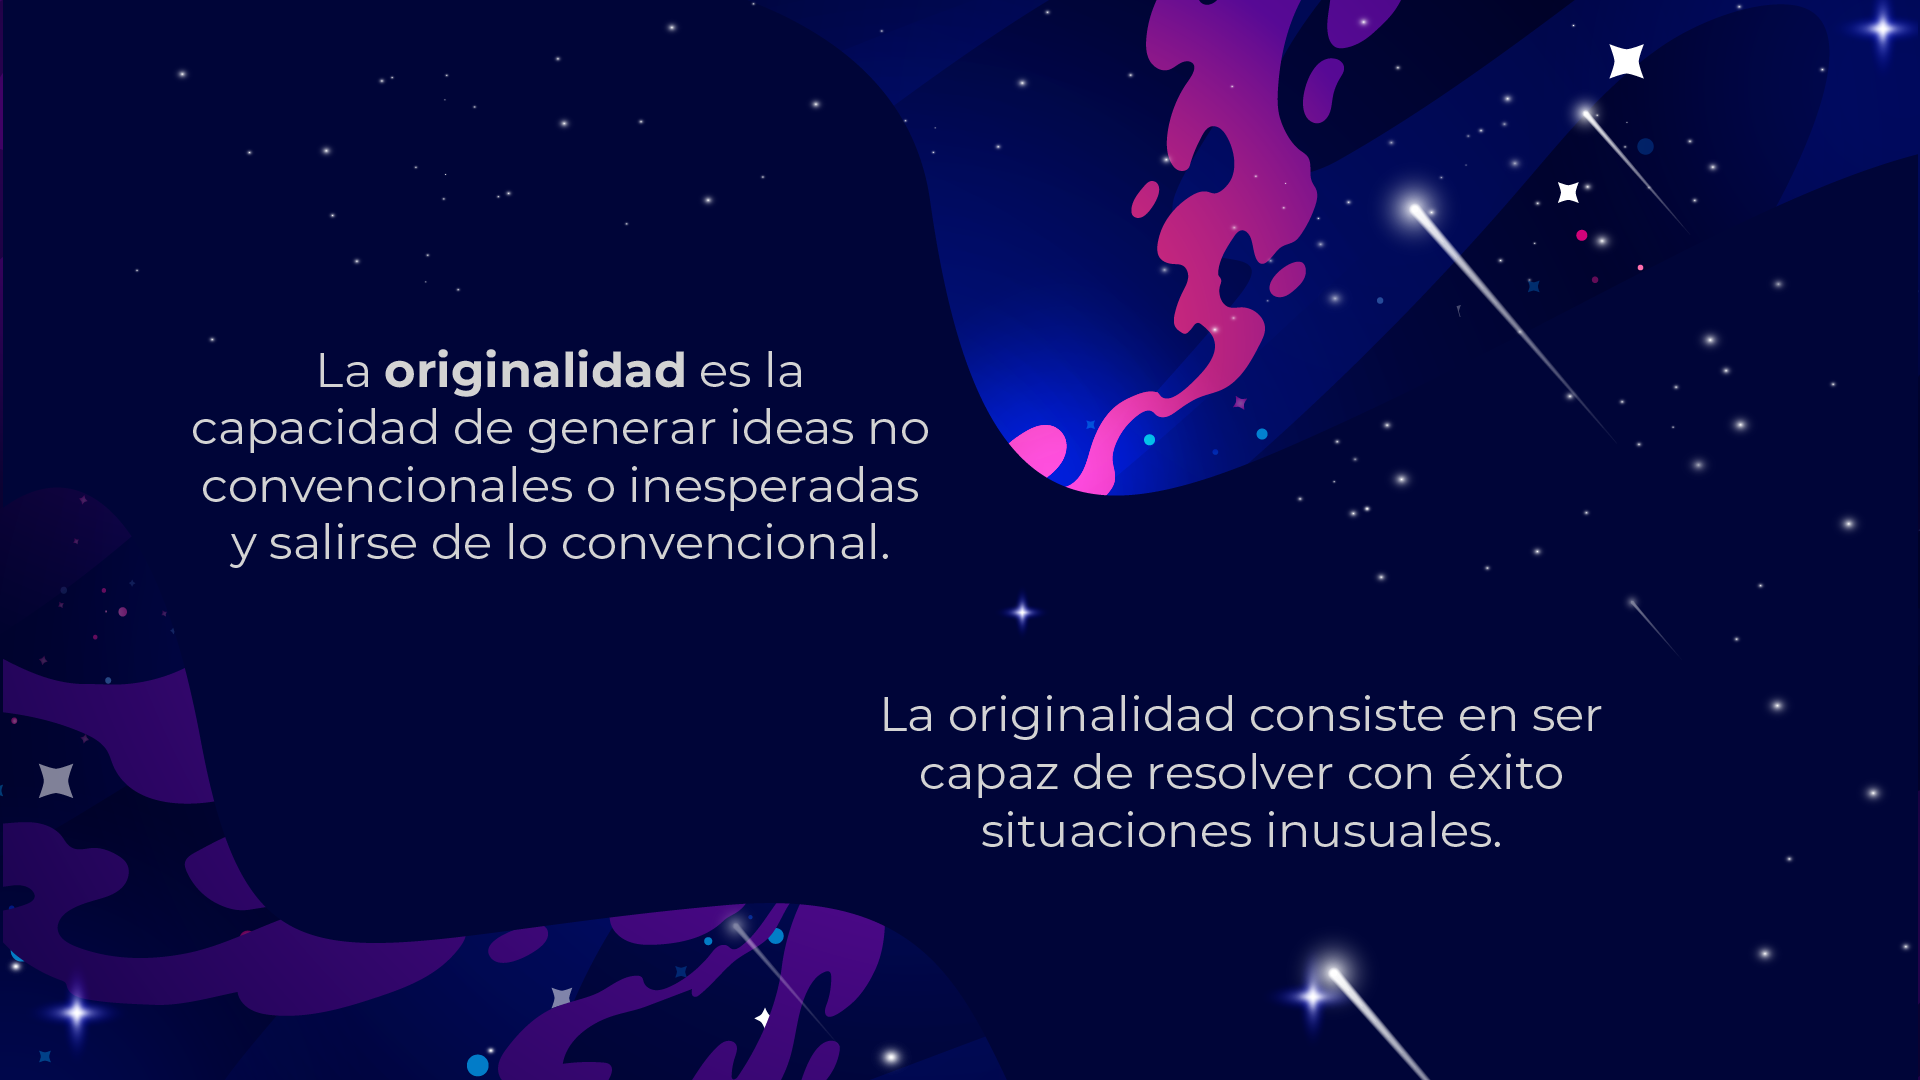 La originalidad es la
capacidad de generar ideas no
convencionales o inesperadas
y salirse de lo convencional.
La originalidad consiste en ser
capaz de resolver con éxito
situaciones inusuales.